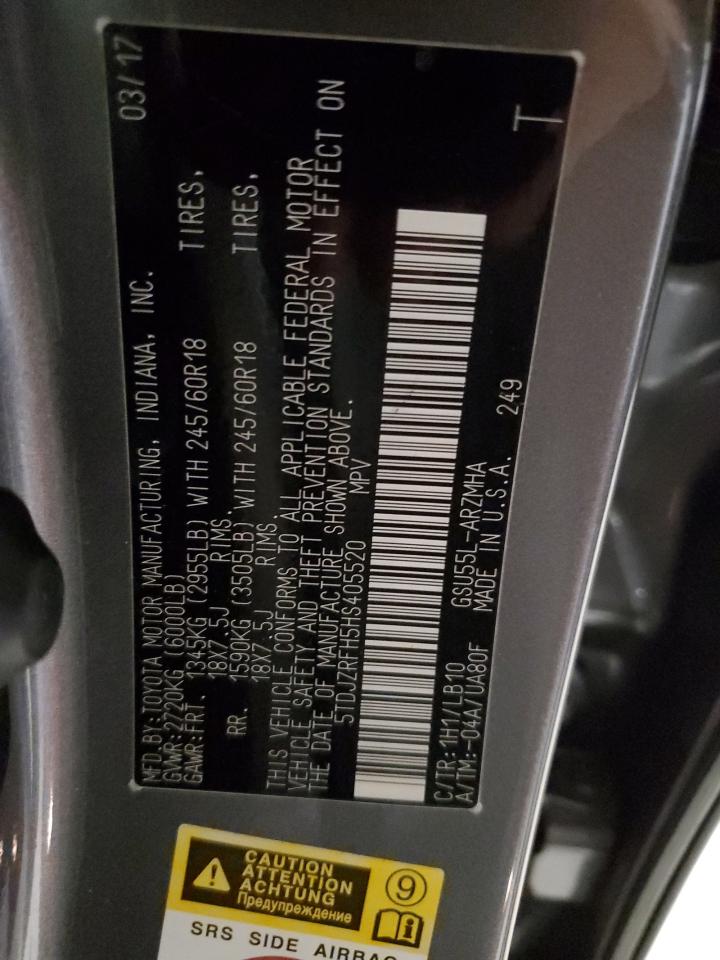 MFD. BY: TOYOTA MOTOR MANUFACTURING, INDIANA, INC. 03/17
GVWR: 2720KG (6000LB)
GAWR: FRT. 1345KG (2955LB) WITH 245/60R18 TIRES,
18X7.5J RIMS.
RR. 1590KG (3505LB) WITH 245/60R18 TIRES,
18X7.5J RIMS.
THIS VEHICLE CONFORMS TO ALL APPLICABLE FEDERAL MOTOR
VEHICLE SAFETY AND THEFT PREVENTION STANDARDS IN EFFECT ON
THE DATE OF MANUFACTURE SHOWN ABOVE.
5TDJZRFH5HS405520 MPV
C/TR: 1H1/LB10 GSU55L-ARZMHA
A/TM:-04A/UA80F MADE IN U.S.A. 249 T
CAUTION
ATTENTION
ACHTUNG
Предупреждение
9
i
SRS SIDE AIRBAG